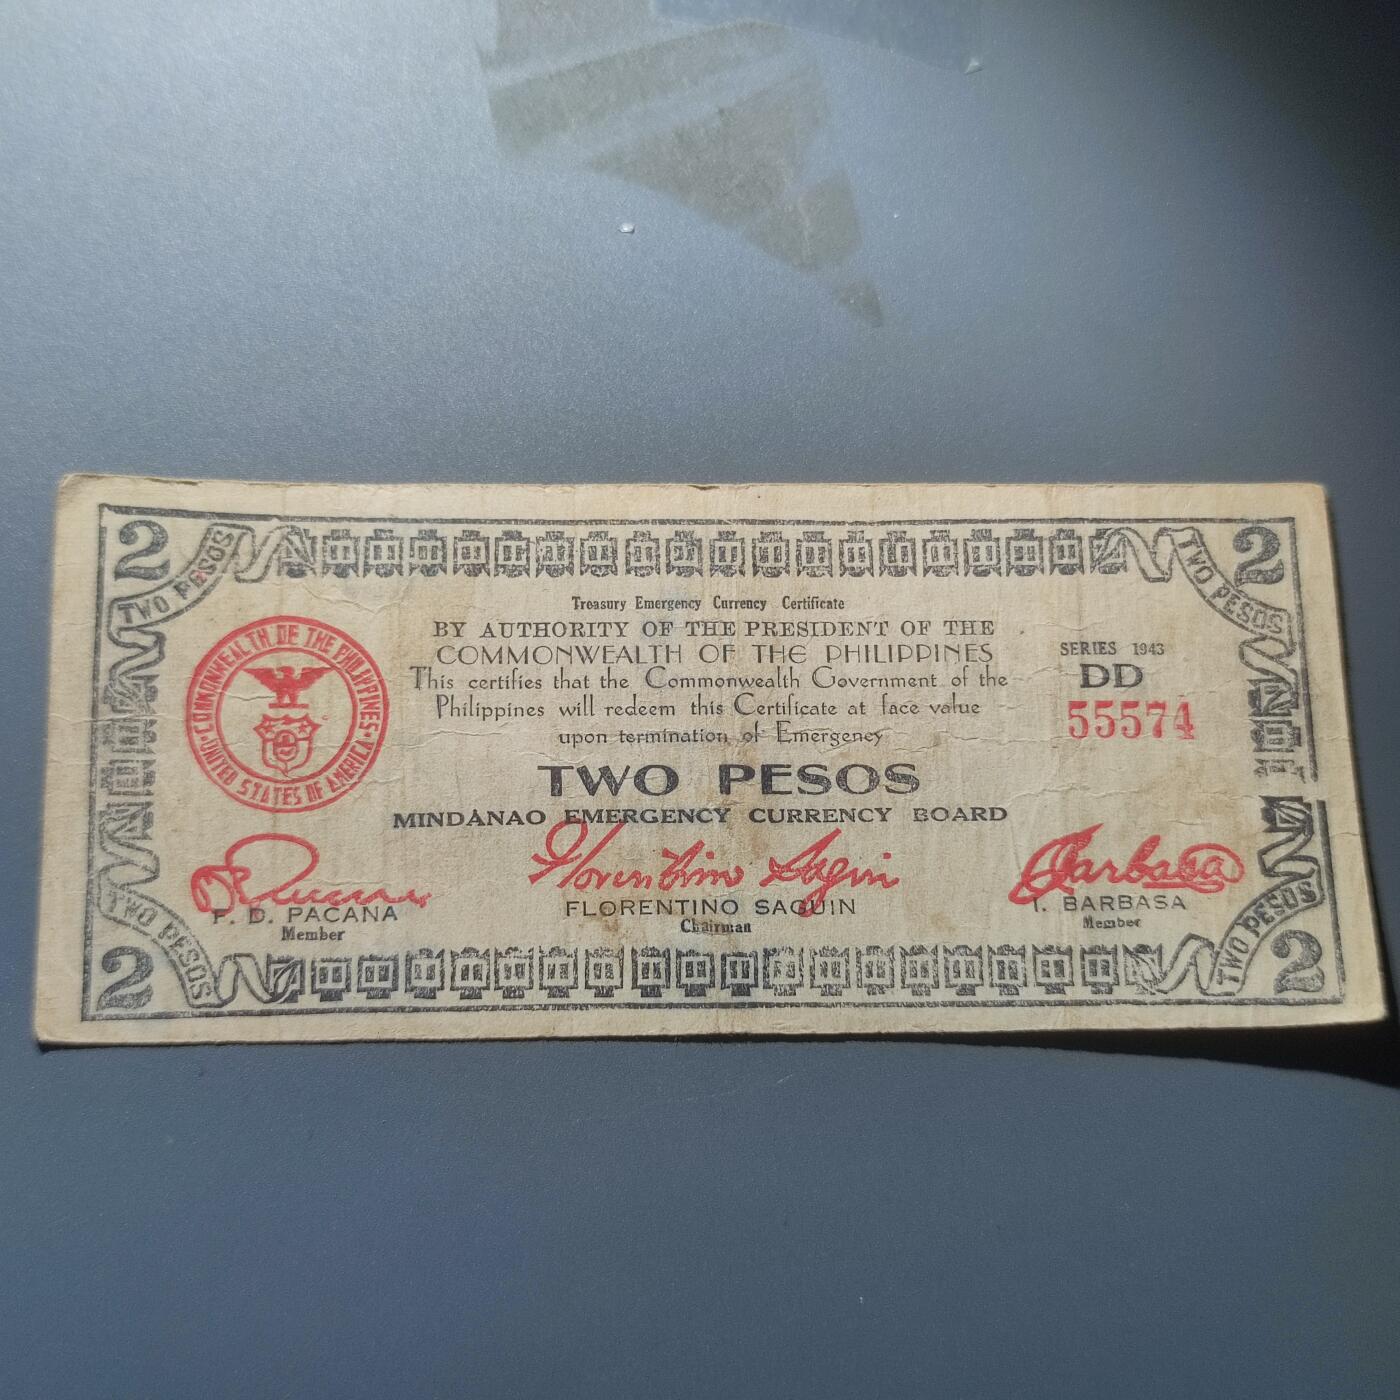 2 TWO PESOS
TWO PESOS 2
COMMONWEALTH OF THE PHILIPPINES
UNITED STATES OF AMERICA
Treasury Emergency Currency Certificate
BY AUTHORITY OF THE PRESIDENT OF THE
COMMONWEALTH OF THE PHILIPPINES
This certifies that the Commonwealth Government of the
Philippines will redeem this Certificate at face value
upon termination of Emergency
SERIES 1943
DD
55574
TWO PESOS
MINDANAO EMERGENCY CURRENCY BOARD
Florentino Saguin
Barbasa
F. D. PACANA
Member
FLORENTINO SAGUIN
Chairman
I. BARBASA
Member
2 TWO PESOS
TWO PESOS 2